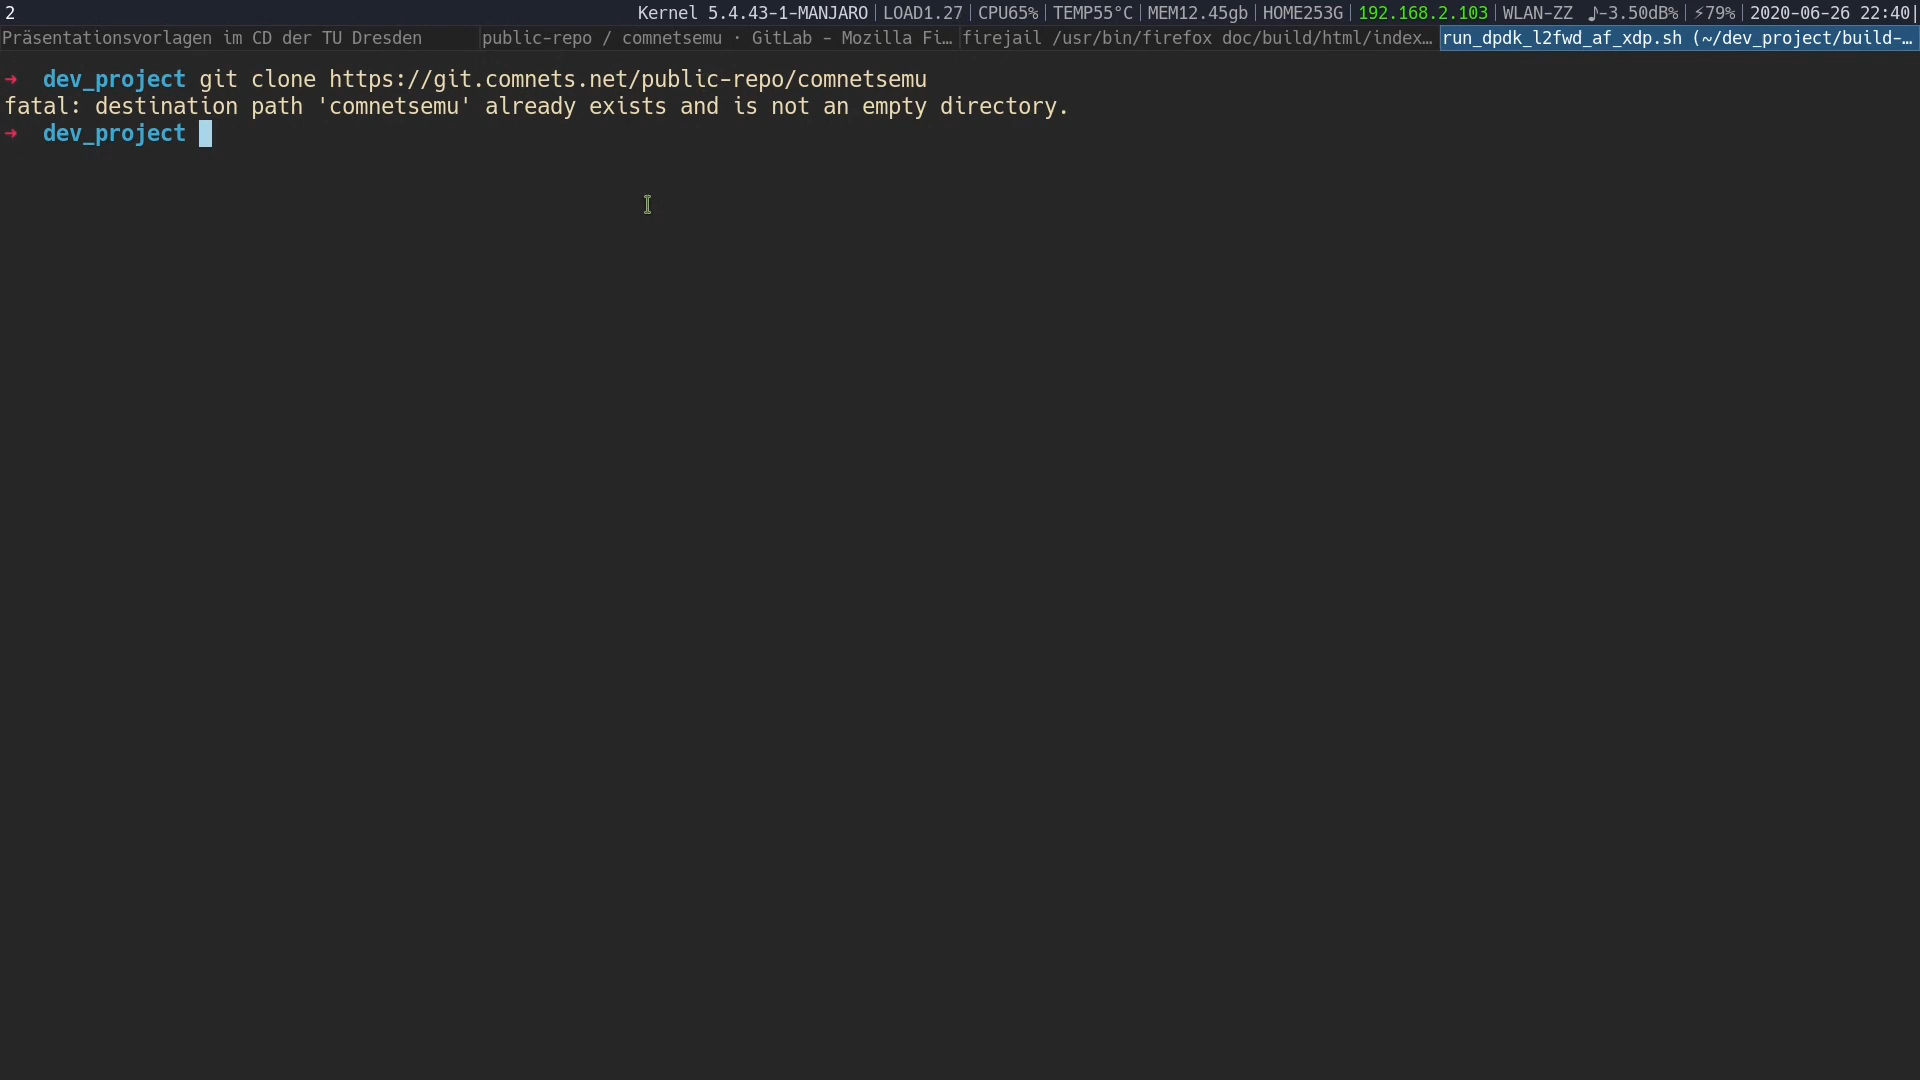 2 Kernel 5.4.43-1-MANJARO|LOAD1.27|CPU65%|TEMP55°C|MEM12.45gb|HOME253G|192.168.2.103|WLAN-ZZ ♪-3.50dB%|⚡79%|2020-06-26 22:40|
Präsentationsvorlagen im CD der TU Dresden public-repo / comnetsemu · GitLab - Mozilla Fi… firejail /usr/bin/firefox doc/build/html/index… run_dpdk_l2fwd_af_xdp.sh (~/dev_project/build-…
→ dev_project git clone https://git.comnets.net/public-repo/comnetsemu
fatal: destination path 'comnetsemu' already exists and is not an empty directory.
→ dev_project